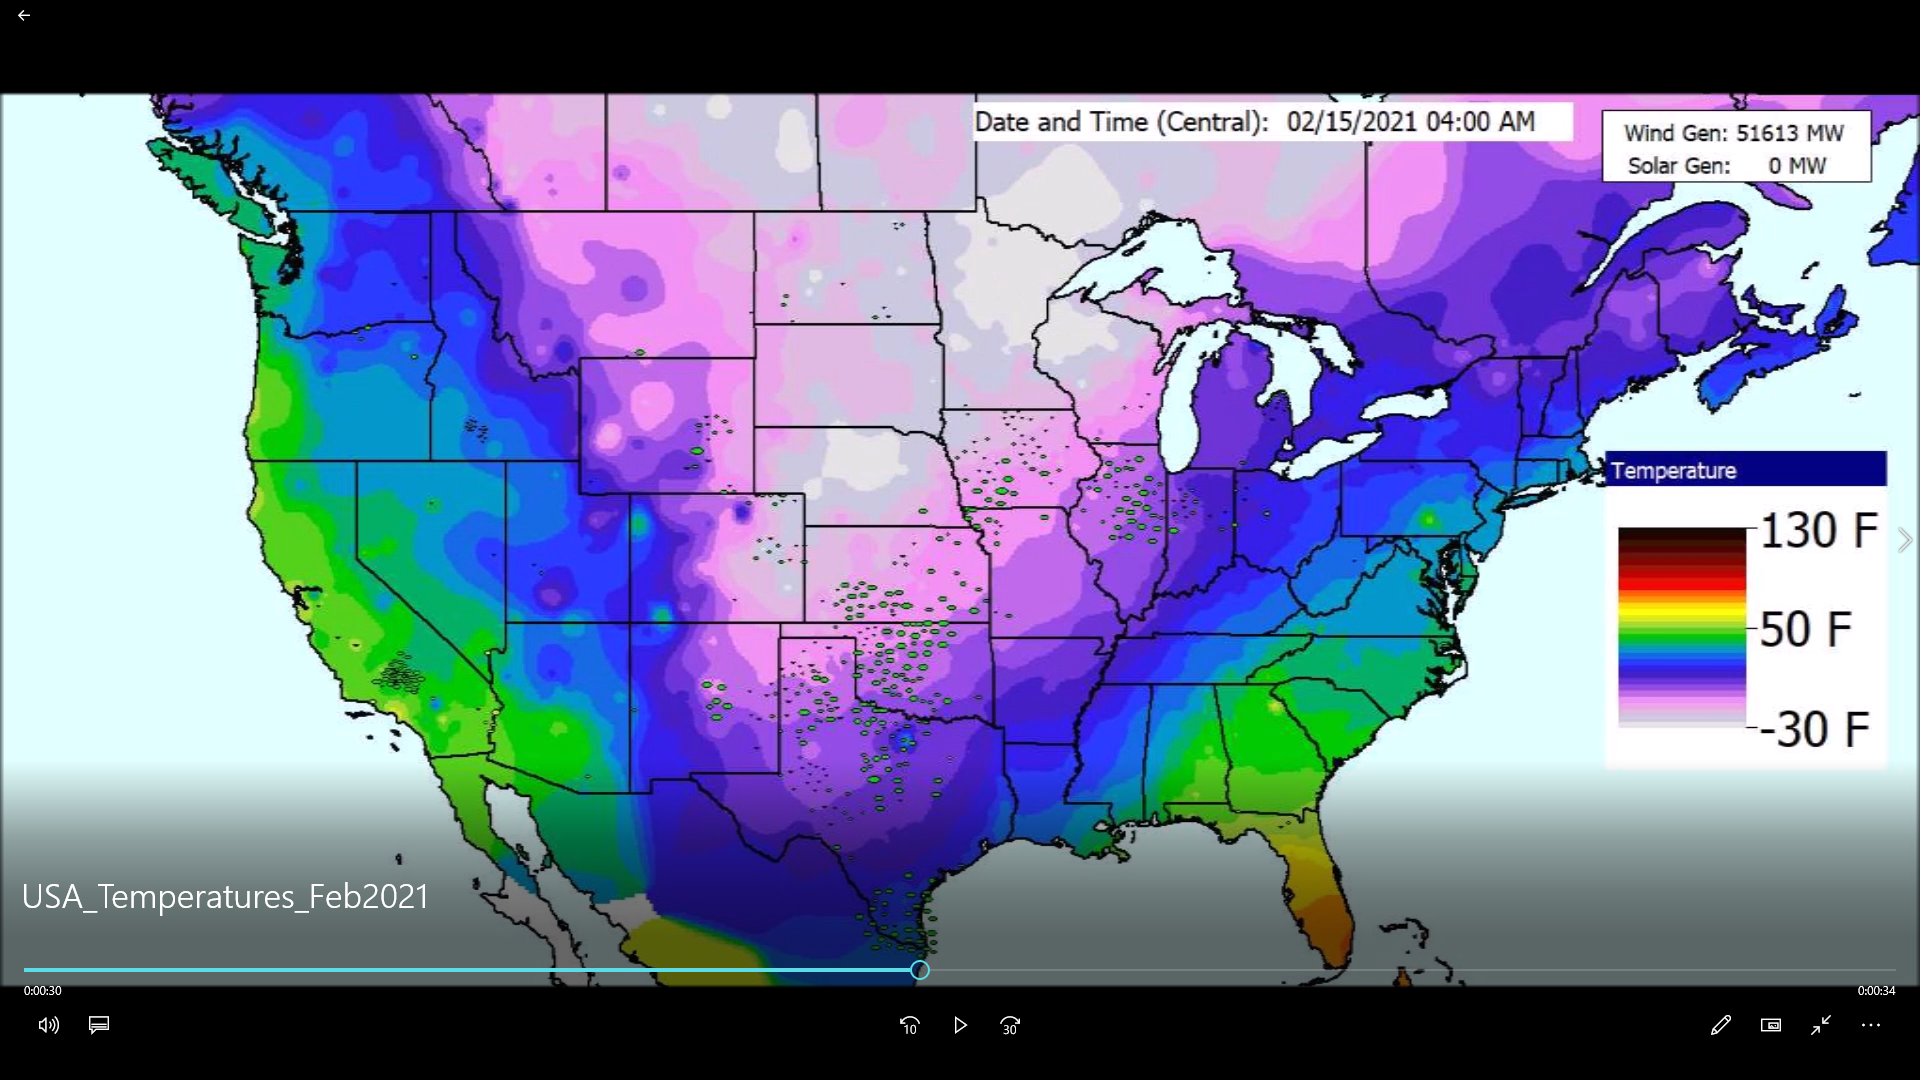 Date and Time (Central): 02/15/2021 04:00 AM
Wind Gen: 51613 MW
Solar Gen: 0 MW
Temperature
130 F
50 F
-30 F
USA_Temperatures_Feb2021
0:00:30
0:00:34
10
30